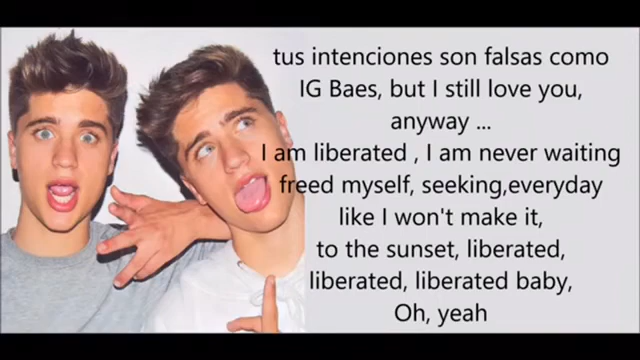 tus intenciones son falsas como
IG Baes, but I still love you,
anyway ...
I am liberated , I am never waiting
freed myself, seeking,everyday
like I won't make it,
to the sunset, liberated,
liberated, liberated baby,
Oh, yeah